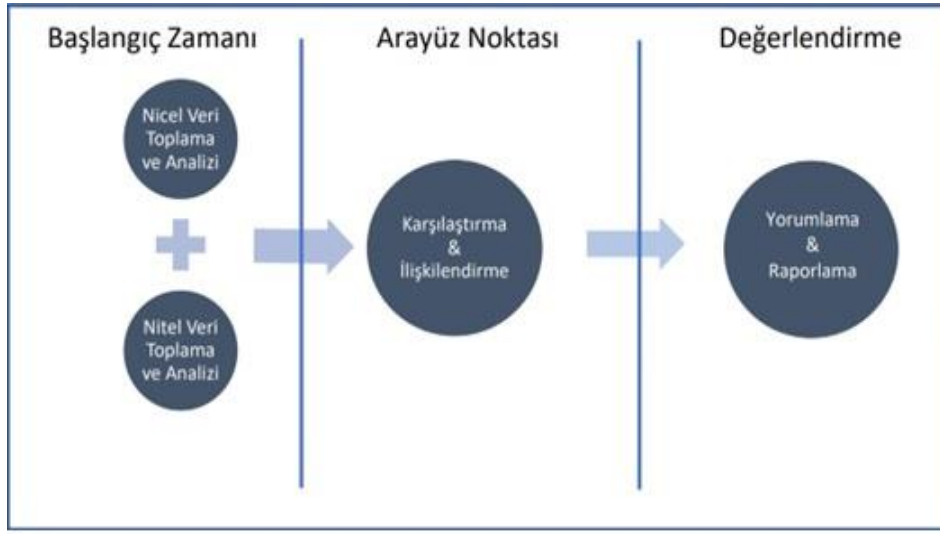 Başlangıç Zamanı
Arayüz Noktası
Değerlendirme
Nicel Veri
Toplama
ve Analizi
Nitel Veri
Toplama
ve Analizi
Karşılaştırma
&
İlişkilendirme
Yorumlama
&
Raporlama